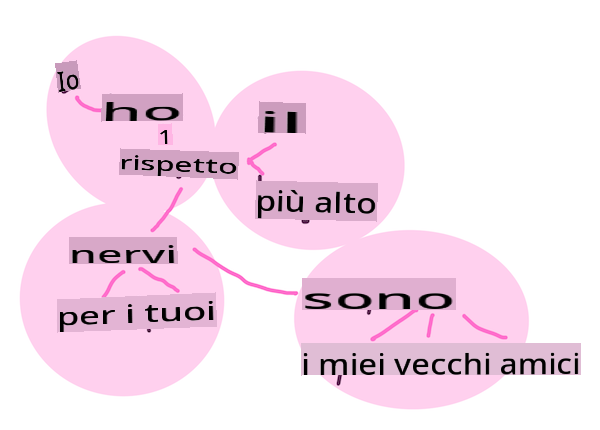 Io
ho
1
rispetto
il
più alto
nervi
per i tuoi
sono
i miei vecchi amici